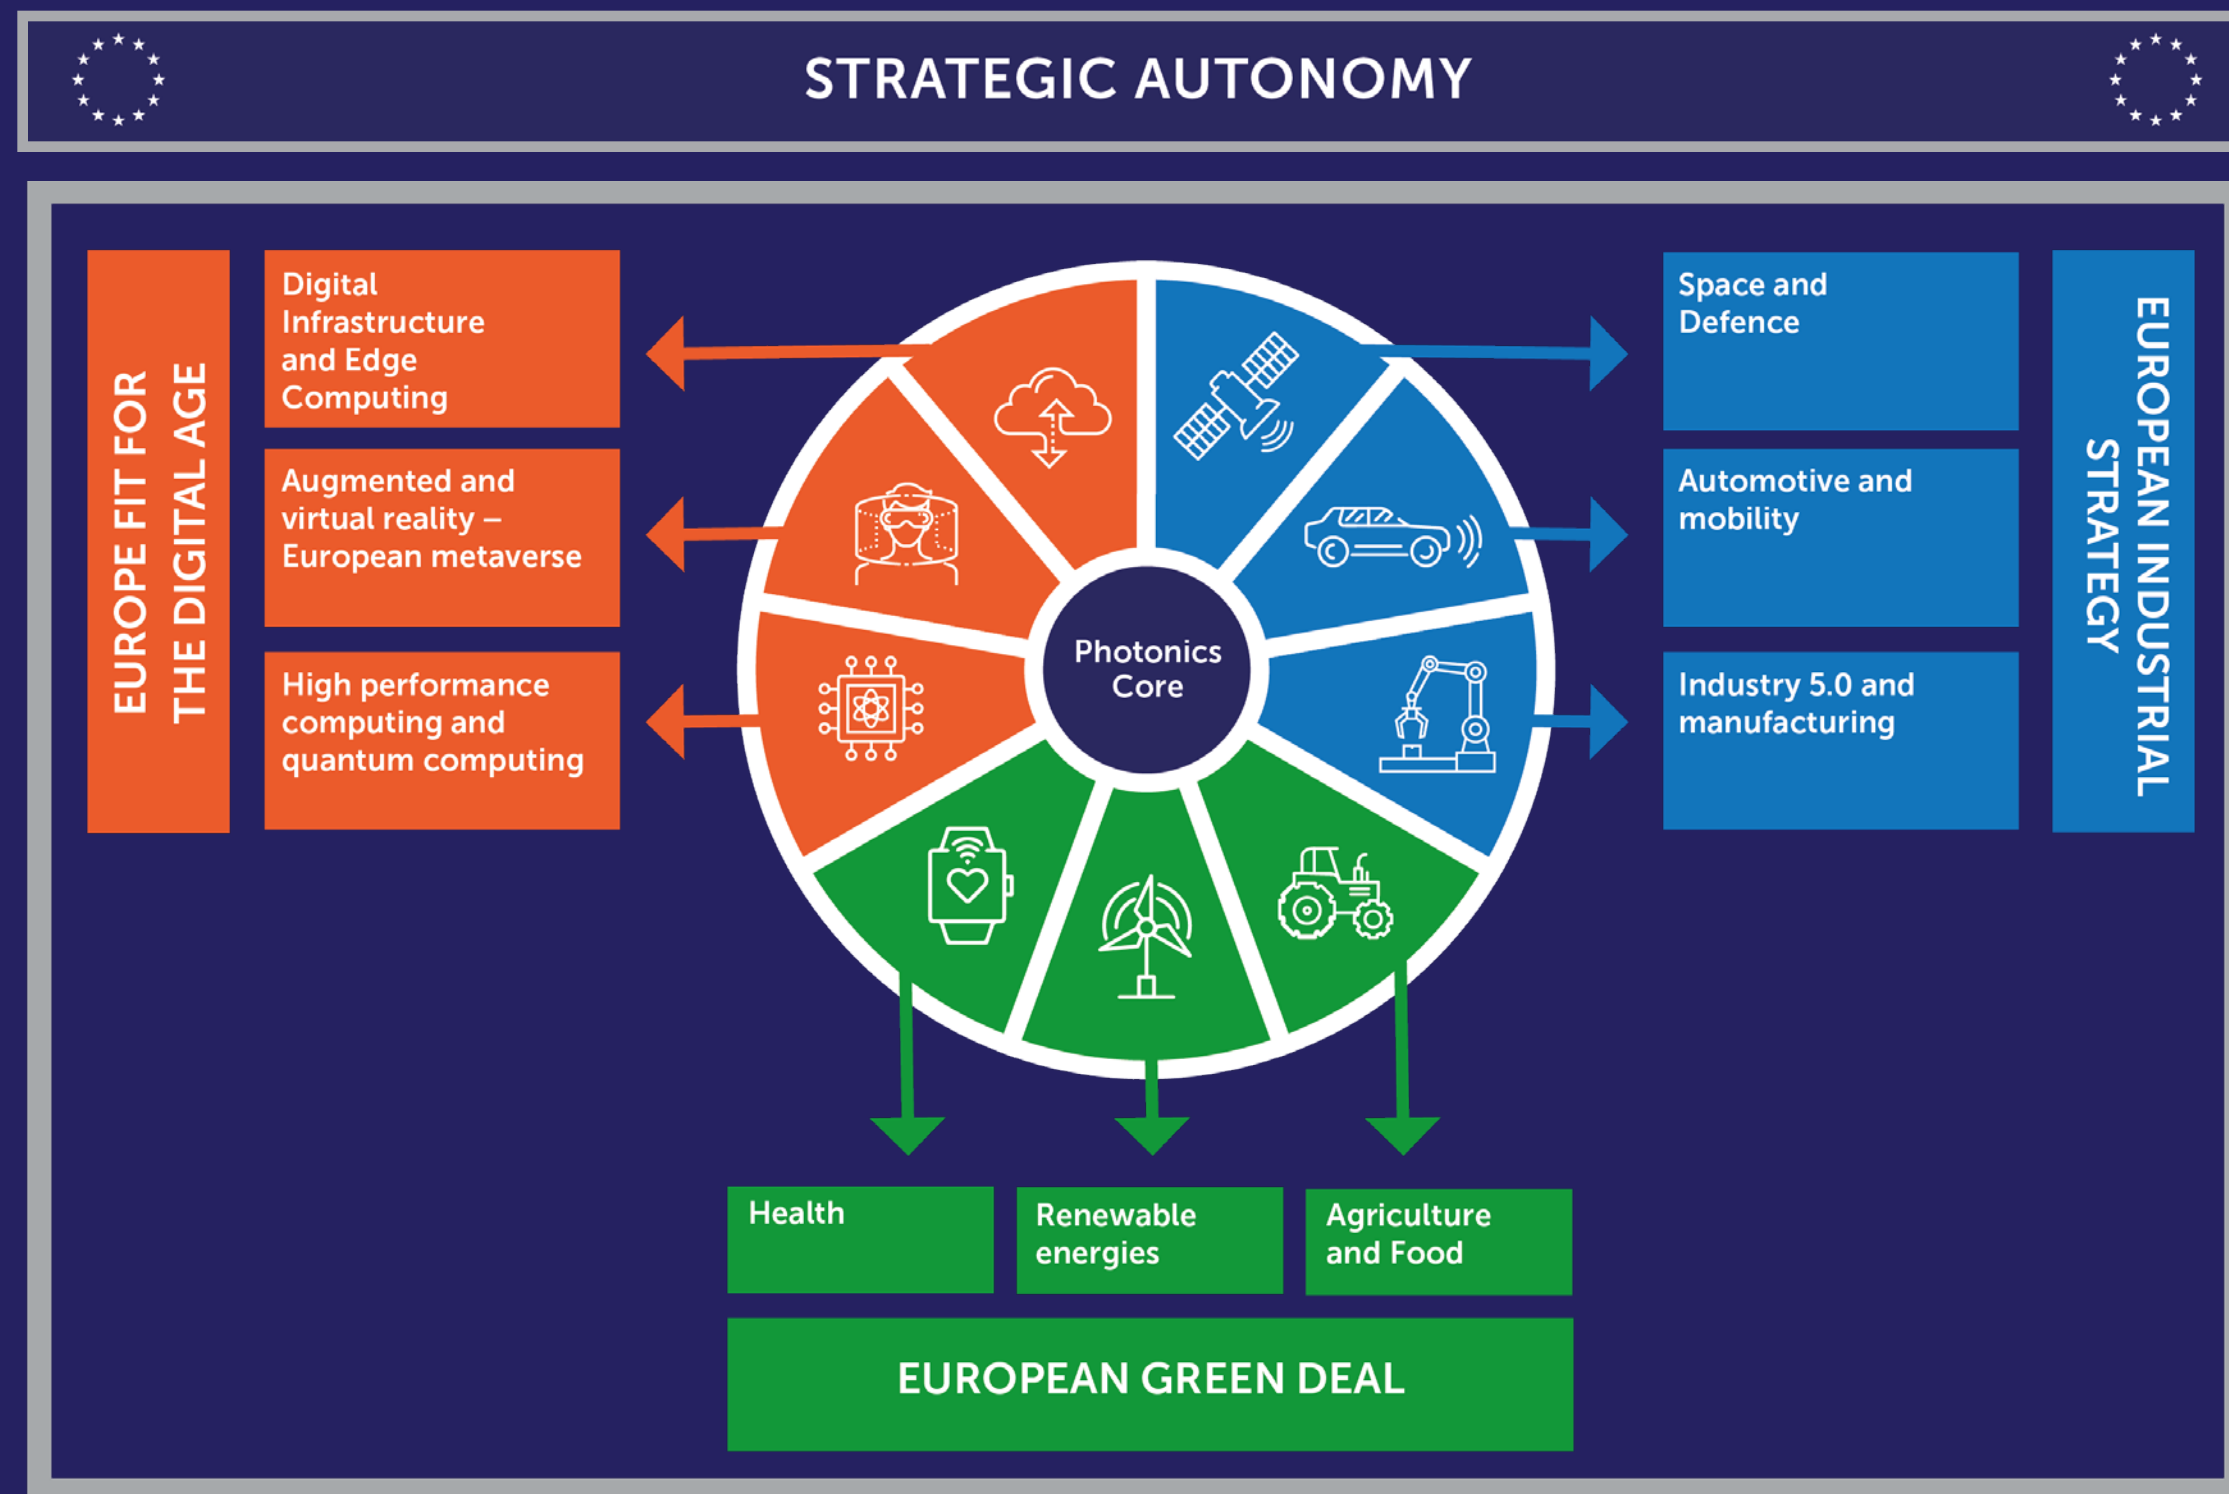 STRATEGIC AUTONOMY
EUROPE FIT FOR
THE DIGITAL AGE
Digital
Infrastructure
and Edge
Computing
Augmented and
virtual reality –
European metaverse
High performance
computing and
quantum computing
Photonics
Core
Space and
Defence
Automotive and
mobility
Industry 5.0 and
manufacturing
EUROPEAN INDUSTRIAL
STRATEGY
Health
Renewable
energies
Agriculture
and Food
EUROPEAN GREEN DEAL